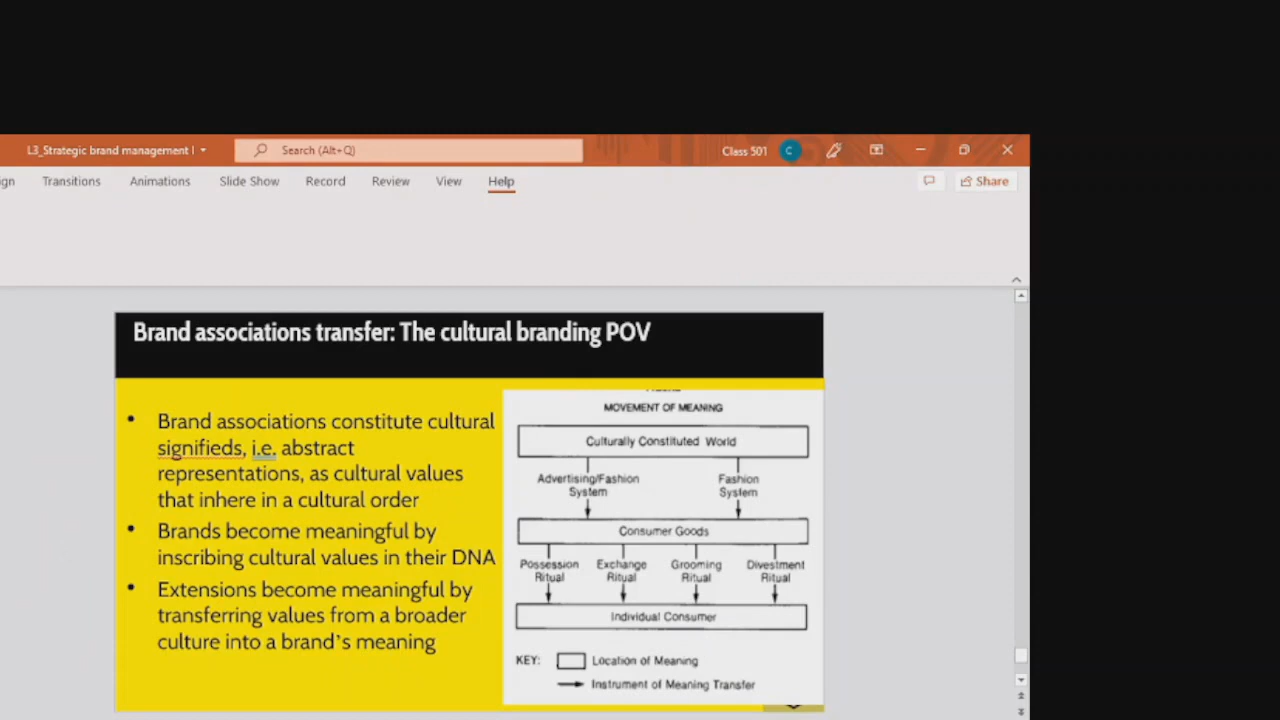 L3_Strategic brand management
Search (Alt+Q)
Class 501
C
gn Transitions Animations Slide Show Record Review View Help
Share
Brand associations transfer: The cultural branding POV
• Brand associations constitute cultural
signifieds, i.e. abstract
representations, as cultural values
that inhere in a cultural order
• Brands become meaningful by
inscribing cultural values in their DNA
• Extensions become meaningful by
transferring values from a broader
culture into a brand's meaning
MOVEMENT OF MEANING
Culturally Constituted World
Advertising/Fashion
System
Fashion
System
Consumer Goods
Possession
Ritual
Exchange
Ritual
Grooming
Ritual
Divestment
Ritual
Individual Consumer
KEY:
Location of Meaning
Instrument of Meaning Transfer